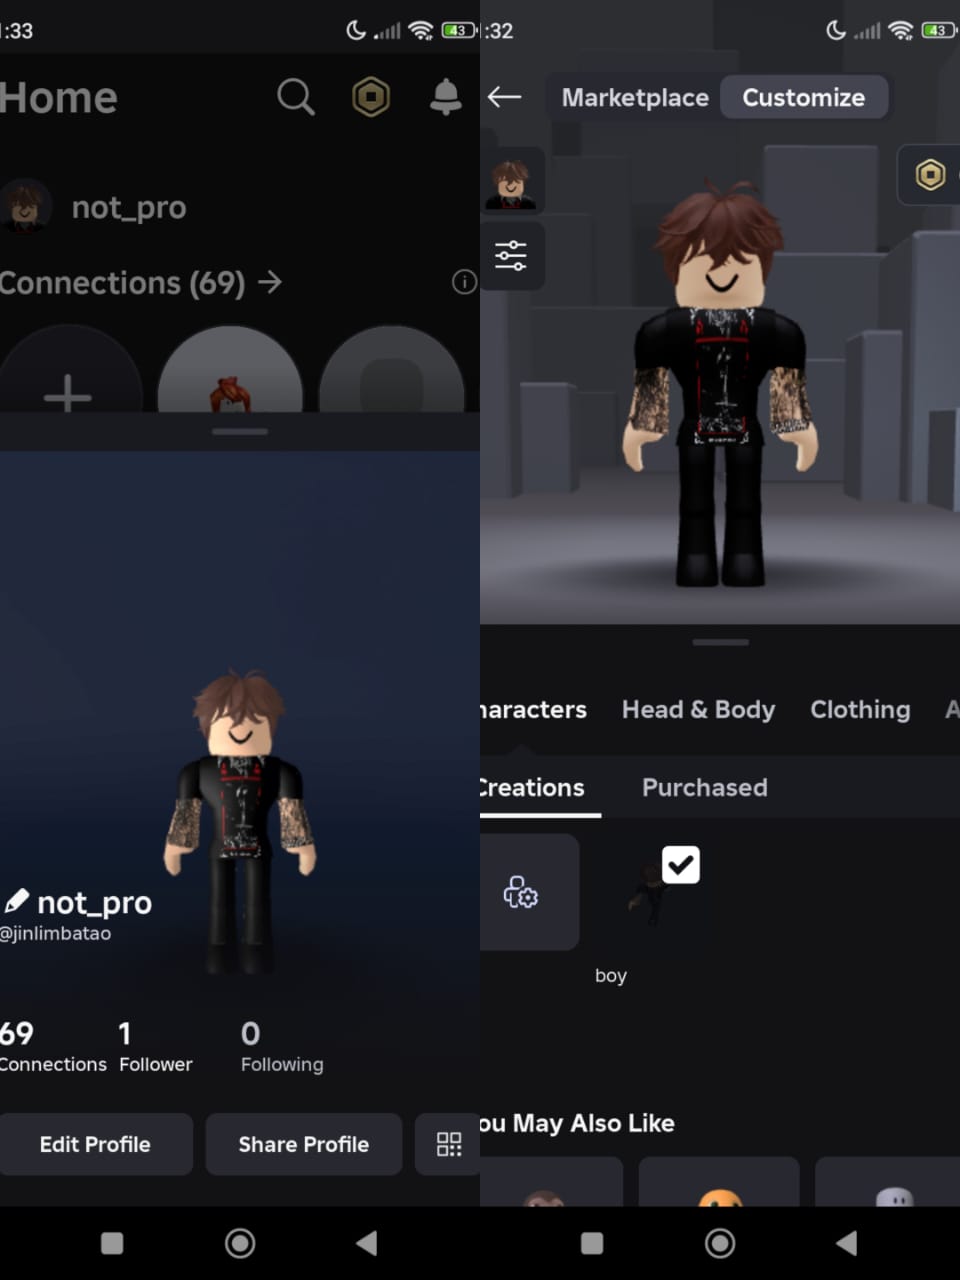 :33
43
Home
not_pro
Connections (69) →
not_pro
@jinlimbatao
69
Connections
1
Follower
0
Following
Edit Profile
Share Profile
:32
43
Marketplace
Customize
haracters
Head & Body
Clothing
A
Creations
Purchased
boy
ou May Also Like